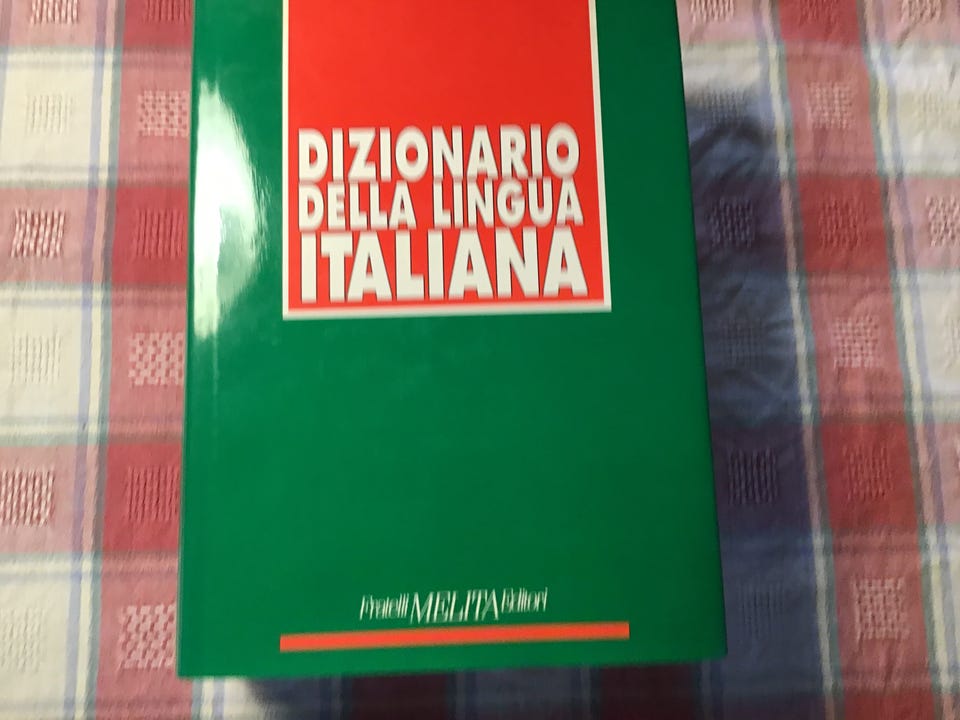 DIZIONARIO
DELLA LINGUA
ITALIANA
Fratelli MELITA Editori